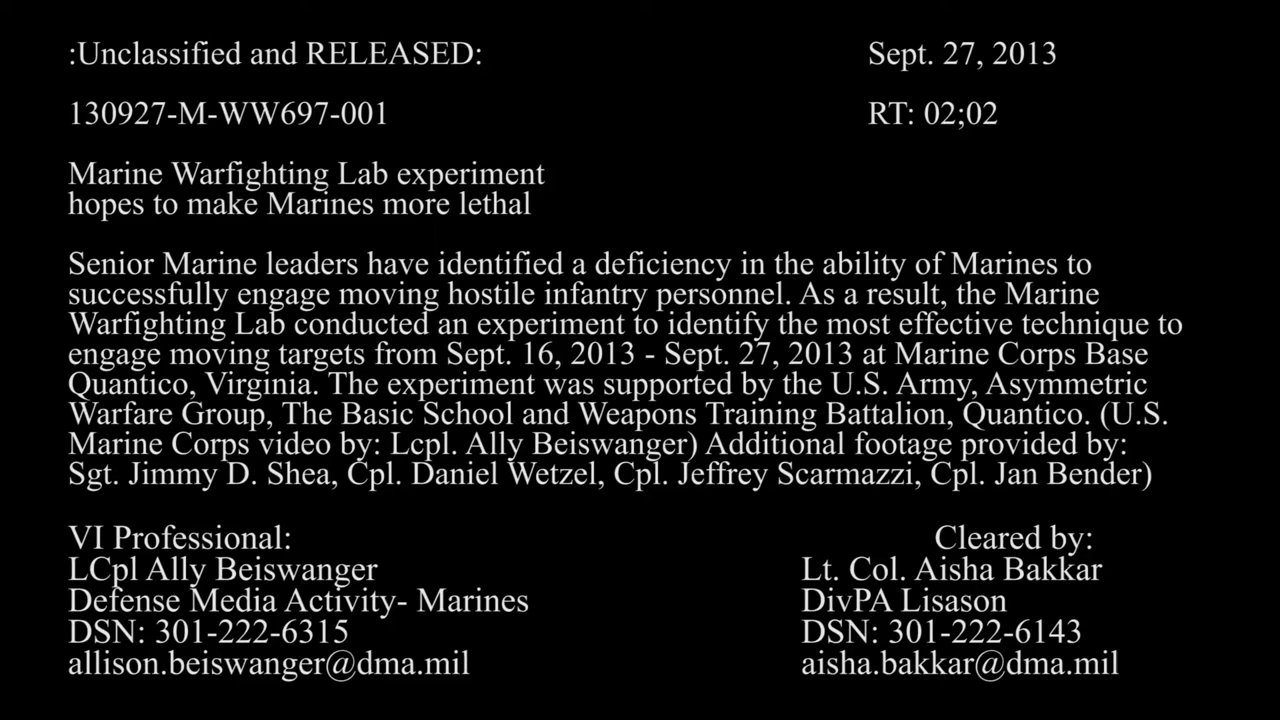 :Unclassified and RELEASED:
Sept. 27, 2013
130927-M-WW697-001
RT: 02;02
Marine Warfighting Lab experiment
hopes to make Marines more lethal
Senior Marine leaders have identified a deficiency in the ability of Marines to
successfully engage moving hostile infantry personnel. As a result, the Marine
Warfighting Lab conducted an experiment to identify the most effective technique to
engage moving targets from Sept. 16, 2013 - Sept. 27, 2013 at Marine Corps Base
Quantico, Virginia. The experiment was supported by the U.S. Army, Asymmetric
Warfare Group, The Basic School and Weapons Training Battalion, Quantico. (U.S.
Marine Corps video by: Lcpl. Ally Beiswanger) Additional footage provided by:
Sgt. Jimmy D. Shea, Cpl. Daniel Wetzel, Cpl. Jeffrey Scarmazzi, Cpl. Jan Bender)
VI Professional:
LCpl Ally Beiswanger
Defense Media Activity- Marines
DSN: 301-222-6315
allison.beiswanger@dma.mil
Cleared by:
Lt. Col. Aisha Bakkar
DivPA Lisason
DSN: 301-222-6143
aisha.bakkar@dma.mil